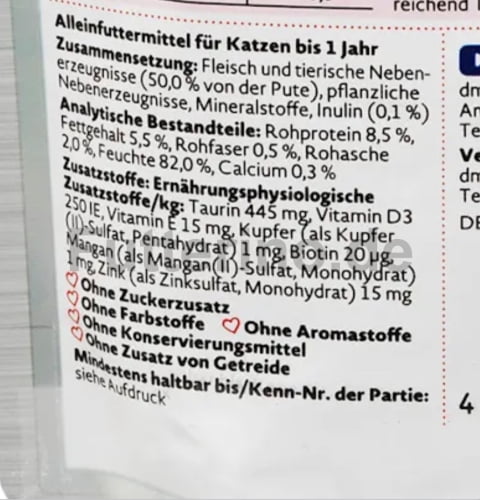 reichend
Alleinfuttermittel für Katzen bis 1 Jahr
Zusammensetzung: Fleisch und tierische Neben-
erzeugnisse (50,0 % von der Pute), pflanzliche
Nebenerzeugnisse, Mineralstoffe, Inulin (0,1 %)
Analytische Bestandteile: Rohprotein 8,5 %,
Fettgehalt 5,5 %, Rohfaser 0,5 %, Rohasche
2,0 %, Feuchte 82,0 %, Calcium 0,3 %
Zusatzstoffe: Ernährungsphysiologische
Zusatzstoffe/kg: Taurin 445 mg, Vitamin D3
250 IE, Vitamin E 15 mg, Kupfer (als Kupfer
(II)-Sulfat, Pentahydrat) 1 mg, Biotin 20 µg,
Mangan (als Mangan(II)-Sulfat, Monohydrat)
1 mg, Zink (als Zinksulfat, Monohydrat) 15 mg
Ohne Zuckerzusatz
Ohne Farbstoffe Ohne Aromastoffe
Ohne Konservierungsmittel
Ohne Zusatz von Getreide
Mindestens haltbar bis/Kenn-Nr. der Partie:
siehe Aufdruck
dm
Te
Ve
dm
Te
4